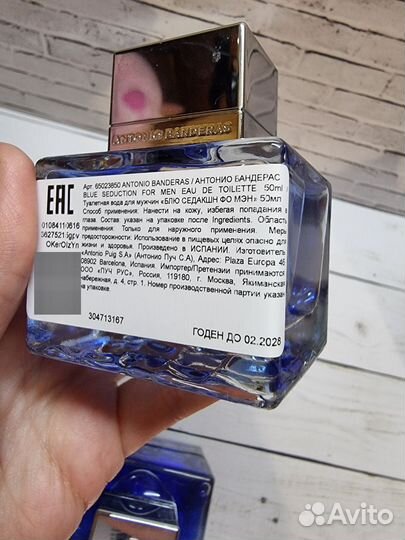 ANTONIO BANDERAS
EAC
01084110616
3627521.lgrv
OKerOlzYn
Арт. 65023850 ANTONIO BANDERAS / АНТОНИО БАНДЕРАС
BLUE SEDUCTION FOR MEN EAU DE TOILETTE 50ml
Туалетная вода для мужчин «БЛЮ СЕДАКШН ФО МЭН» 50мл
Способ применения: Нанести на кожу, избегая попадания в
глаза. Состав указан на упаковке после Ingredients. Область
применения: Только для наружного применения. Меры
предосторожности: Использование в пищевых целях опасно для
жизни и здоровья. Произведено в ИСПАНИИ. Изготовитель
«Antonio Puig S.A» (Антонио Пуч С.А), Адрес: Plaza Europa 46
08902 Barcelona, Испания. Импортер/Претензии принимаются
ООО «ПУЧ РУС», Россия, 119180, г. Москва, Якиманская
набережная, д. 4, стр. 1. Номер производственной партии указан
на упаковке.
304713167
ГОДЕН ДО 02.2028
Avito